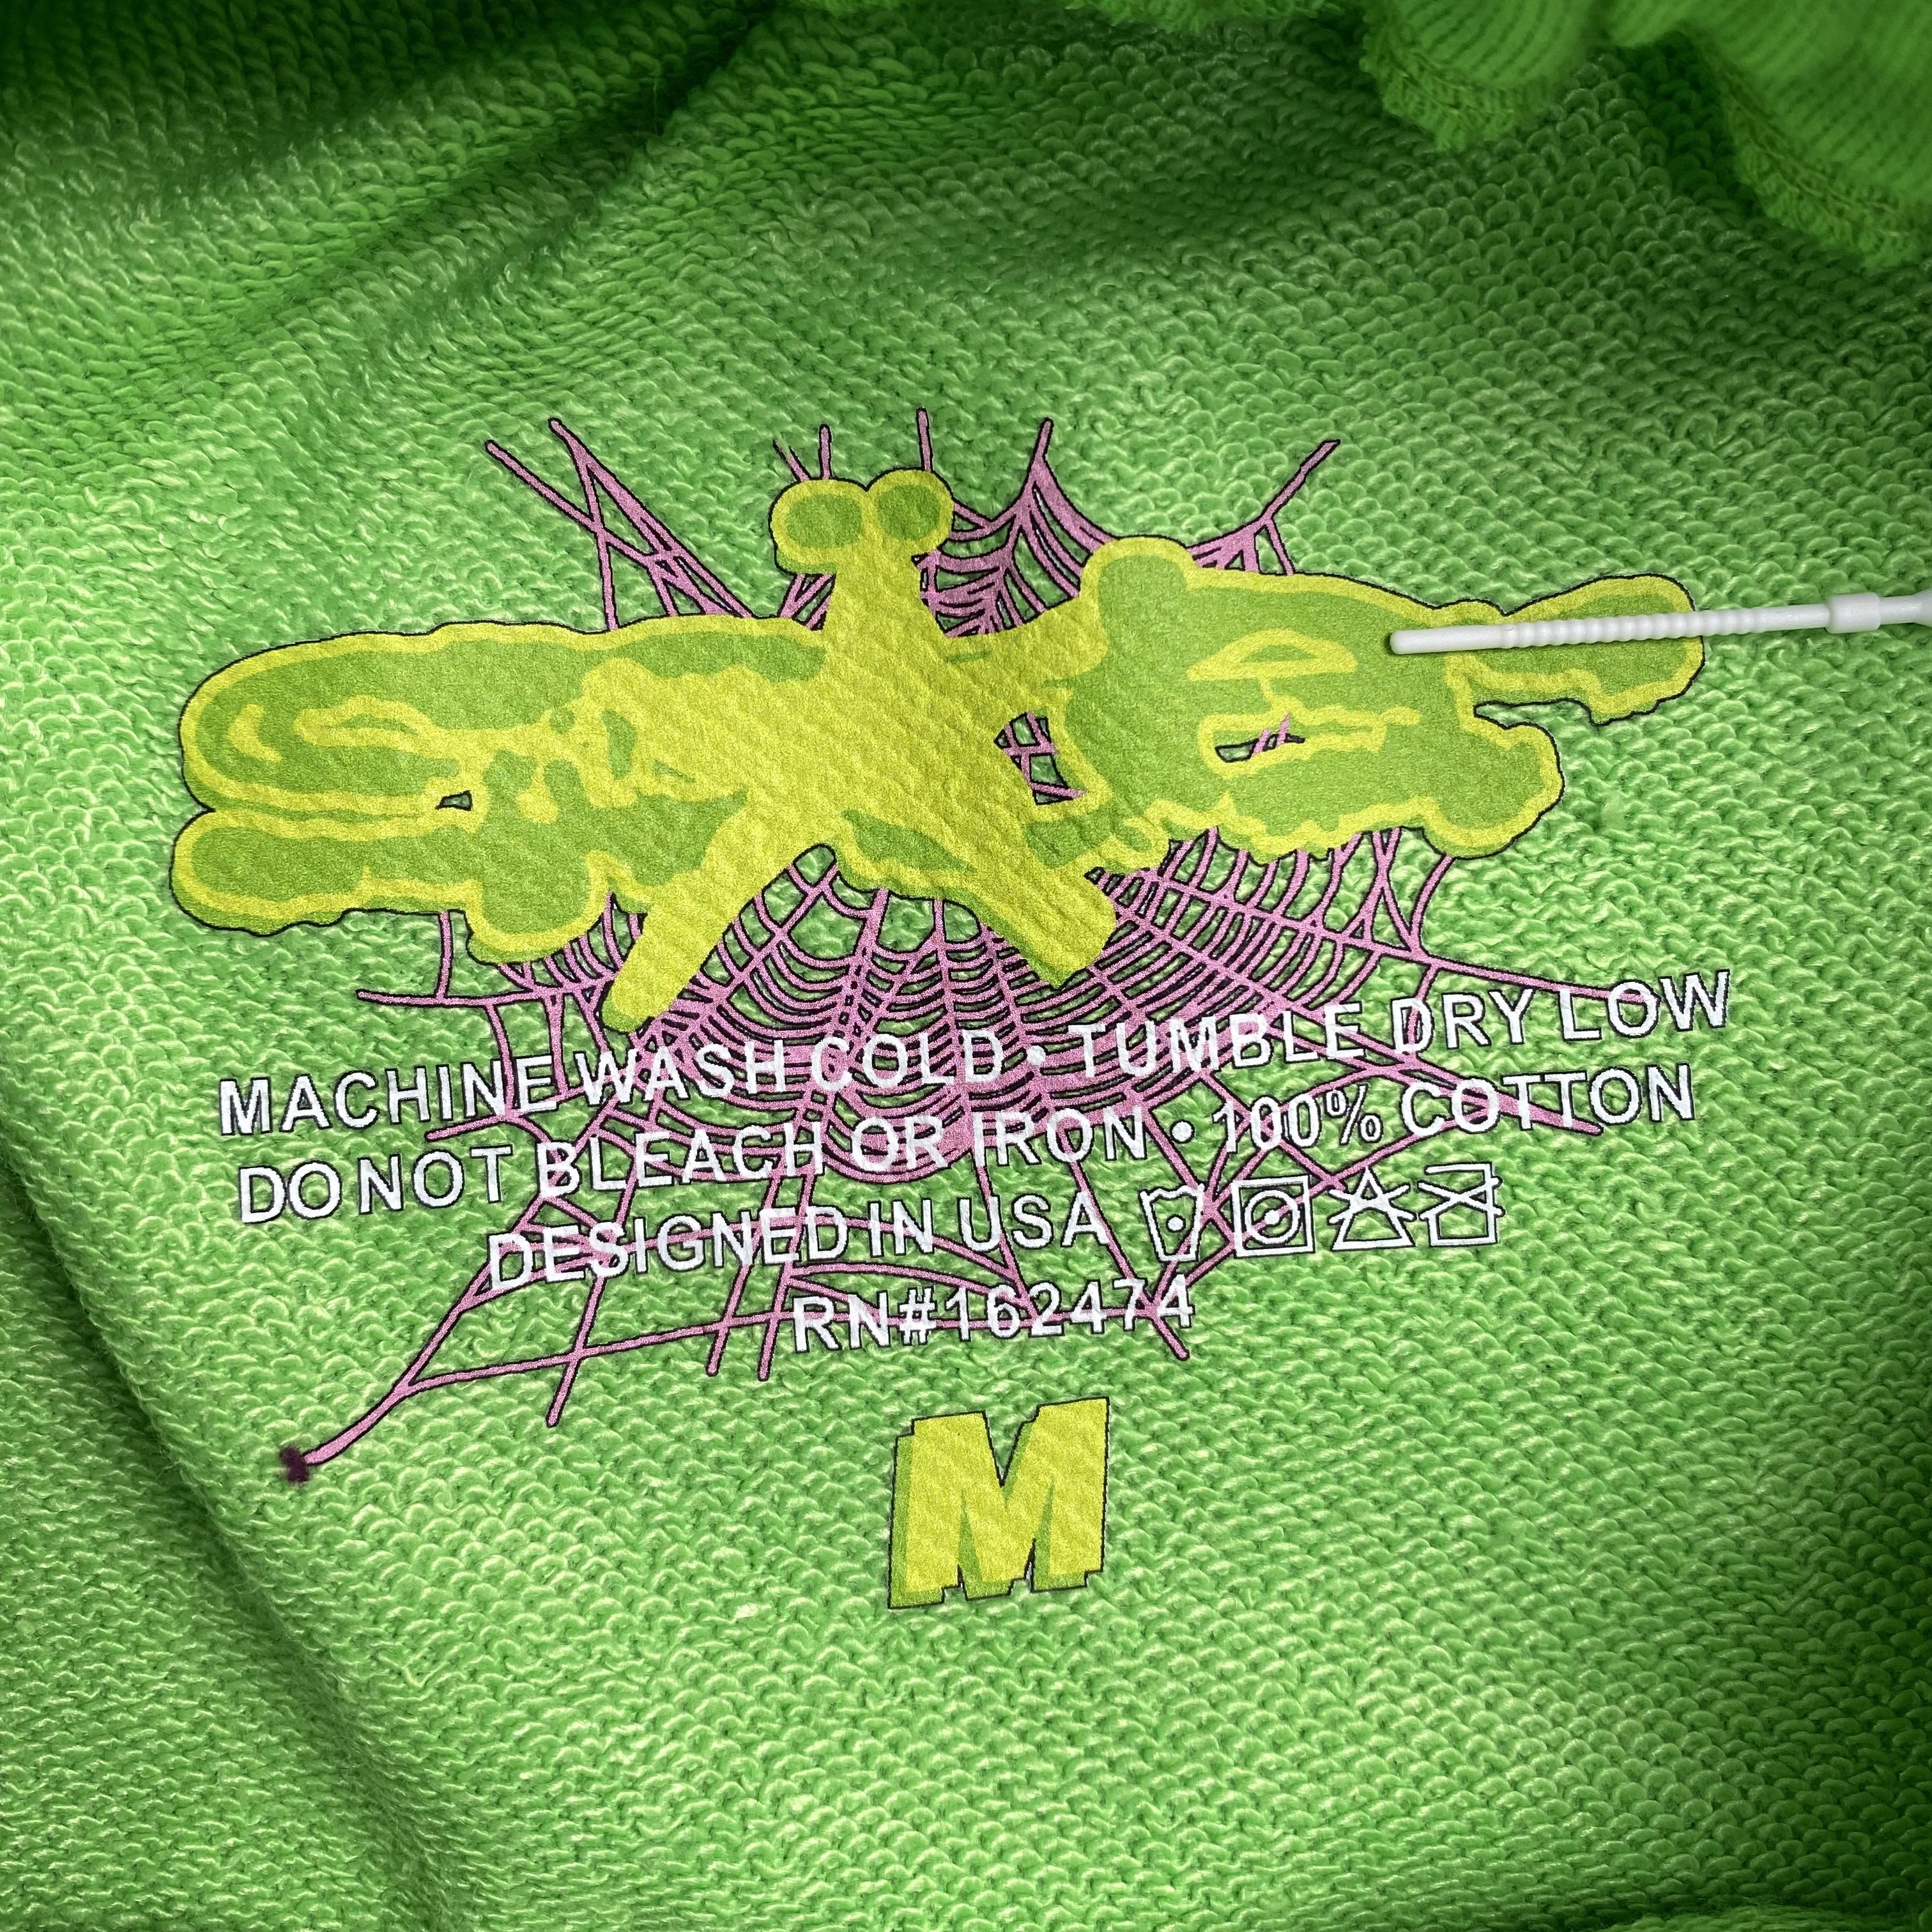 MACHINE WASH COLD • TUMBLE DRY LOW
DO NOT BLEACH OR IRON • 100% COTTON
DESIGNED IN USA
RN#162474
M